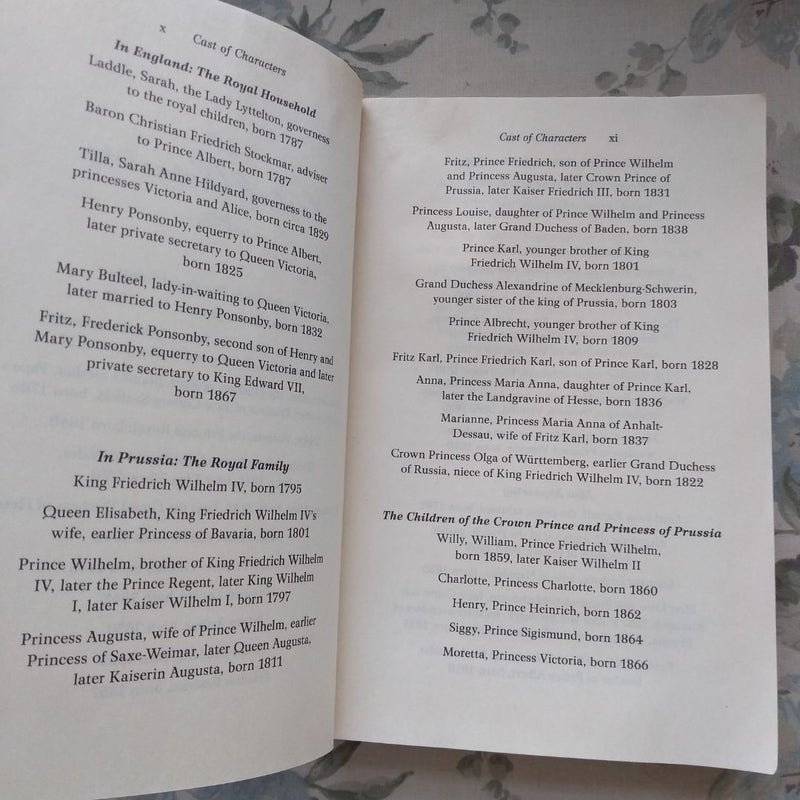 x
Cast of Characters
In England: The Royal Household
Laddle, Sarah, the Lady Lyttelton, governess
to the royal children, born 1787
Baron Christian Friedrich Stockmar, adviser
to Prince Albert, born 1787
Tilla, Sarah Anne Hildyard, governess to the
princesses Victoria and Alice, born circa 1829
Henry Ponsonby, equerry to Prince Albert,
later private secretary to Queen Victoria,
born 1825
Mary Bulteel, lady-in-waiting to Queen Victoria,
later married to Henry Ponsonby, born 1832
Fritz, Frederick Ponsonby, second son of Henry and
Mary Ponsonby, equerry to Queen Victoria and later
private secretary to King Edward VII,
born 1867
In Prussia: The Royal Family
King Friedrich Wilhelm IV, born 1795
Queen Elisabeth, King Friedrich Wilhelm IV's
wife, earlier Princess of Bavaria, born 1801
Prince Wilhelm, brother of King Friedrich Wilhelm
IV, later the Prince Regent, later King Wilhelm
I, later Kaiser Wilhelm I, born 1797
Princess Augusta, wife of Prince Wilhelm, earlier
Princess of Saxe-Weimar, later Queen Augusta,
later Kaiserin Augusta, born 1811
Cast of Characters xi
Fritz, Prince Friedrich, son of Prince Wilhelm
and Princess Augusta, later Crown Prince of
Prussia, later Kaiser Friedrich III, born 1831
Princess Louise, daughter of Prince Wilhelm and Princess
Augusta, later Grand Duchess of Baden, born 1838
Prince Karl, younger brother of King
Friedrich Wilhelm IV, born 1801
Grand Duchess Alexandrine of Mecklenburg-Schwerin,
younger sister of the king of Prussia, born 1803
Prince Albrecht, younger brother of King
Friedrich Wilhelm IV, born 1809
Fritz Karl, Prince Friedrich Karl, son of Prince Karl, born 1828
Anna, Princess Maria Anna, daughter of Prince Karl,
later the Landgravine of Hesse, born 1836
Marianne, Princess Maria Anna of Anhalt-
Dessau, wife of Fritz Karl, born 1837
Crown Princess Olga of Württemberg, earlier Grand Duchess
of Russia, niece of King Friedrich Wilhelm IV, born 1822
The Children of the Crown Prince and Princess of Prussia
Willy, William, Prince Friedrich Wilhelm,
born 1859, later Kaiser Wilhelm II
Charlotte, Princess Charlotte, born 1860
Henry, Prince Heinrich, born 1862
Siggy, Prince Sigismund, born 1864
Moretta, Princess Victoria, born 1866